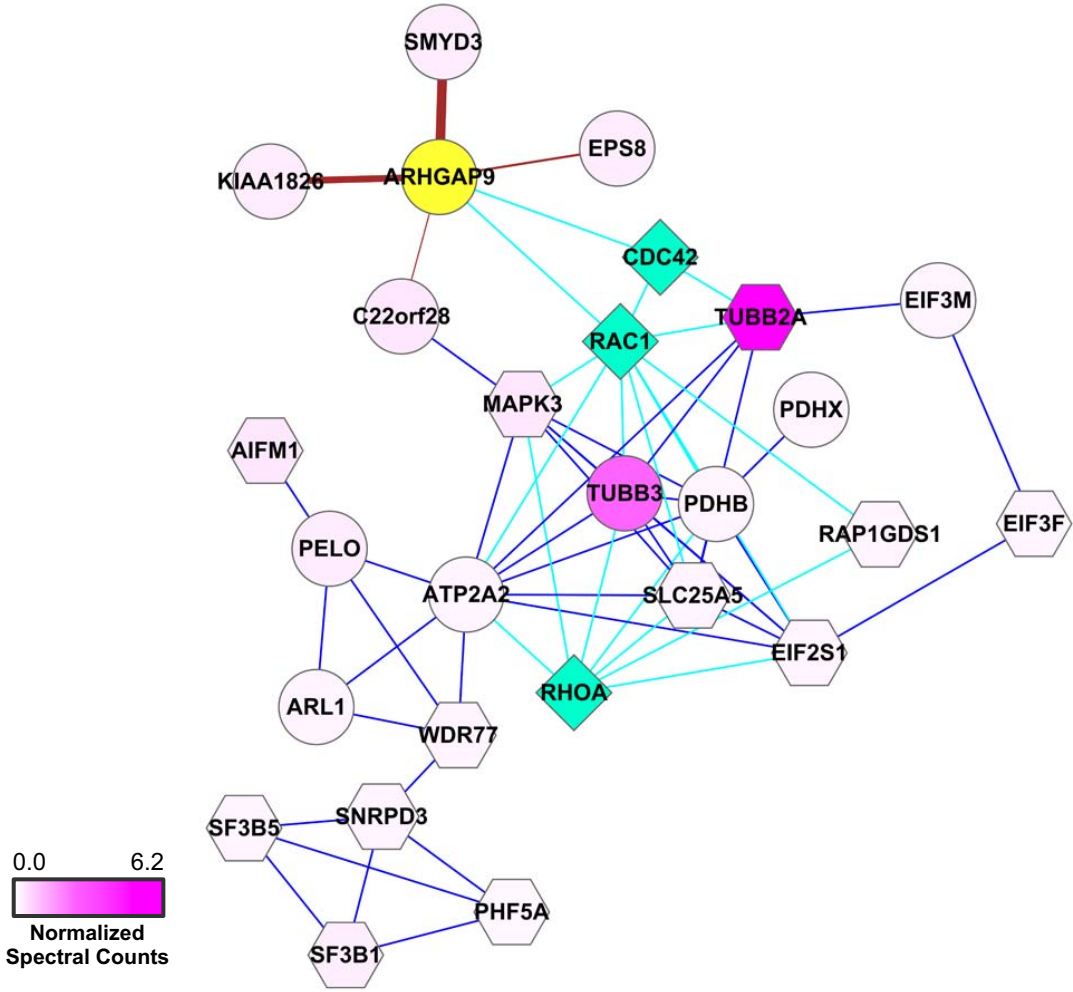 SMYD3
EPS8
KIAA1826
ARHGAP9
CDC42
C22orf28
TUBB2A
EIF3M
RAC1
MAPK3
PDHX
AIFM1
TUBB3
PDHB
RAP1GDS1
EIF3F
PELO
ATP2A2
SLC25A5
EIF2S1
RHOA
ARL1
WDR77
SNRPD3
SF3B5
0.0 6.2
PHF5A
Normalized
Spectral Counts
SF3B1